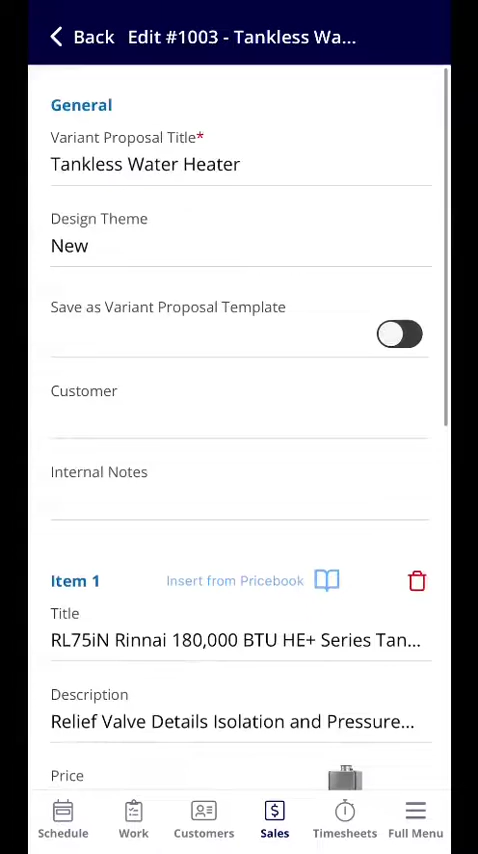 Back Edit #1003 - Tankless Wa...
General
Variant Proposal Title*
Tankless Water Heater
Design Theme
New
Save as Variant Proposal Template
Customer
Internal Notes
Item 1 Insert from Pricebook
Title
RL75iN Rinnai 180,000 BTU HE+ Series Tan...
Description
Relief Valve Details Isolation and Pressure...
Price
Schedule Work Customers Sales Timesheets Full Menu